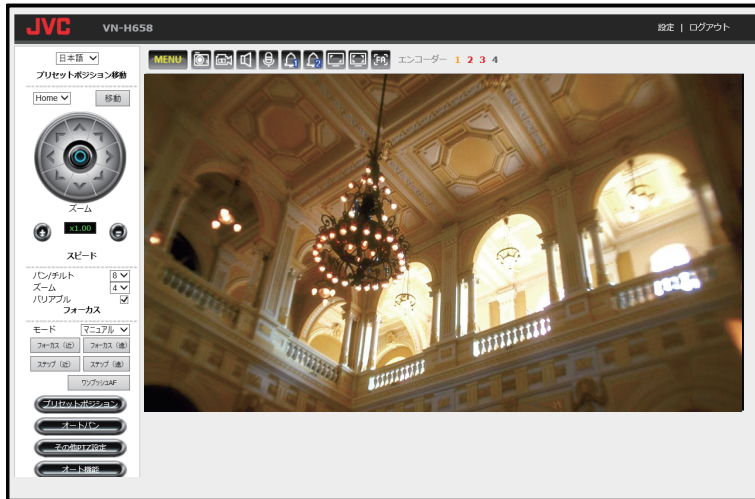 JVC VN-H658 設定 | ログアウト
日本語
プリセットポジション移動
Home 移動
ズーム
x1.00
スピード
パン/チルト 8
ズーム 4
バリアブル
フォーカス
モード マニュアル
フォーカス（近） フォーカス（遠）
ステップ（近） ステップ（遠）
ワンプッシュAF
プリセットポジション
オートパン
その他PTZ設定
オート機能
MENU 1 2 FA エンコーダー 1 2 3 4